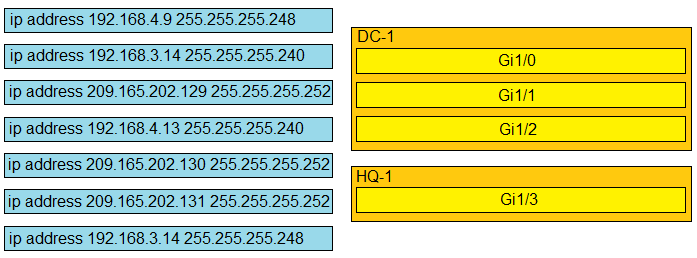 ip address 192.168.4.9 255.255.255.248
ip address 192.168.3.14 255.255.255.240
ip address 209.165.202.129 255.255.255.252
ip address 192.168.4.13 255.255.255.240
ip address 209.165.202.130 255.255.255.252
ip address 209.165.202.131 255.255.255.252
ip address 192.168.3.14 255.255.255.248
DC-1
Gi1/0
Gi1/1
Gi1/2
HQ-1
Gi1/3